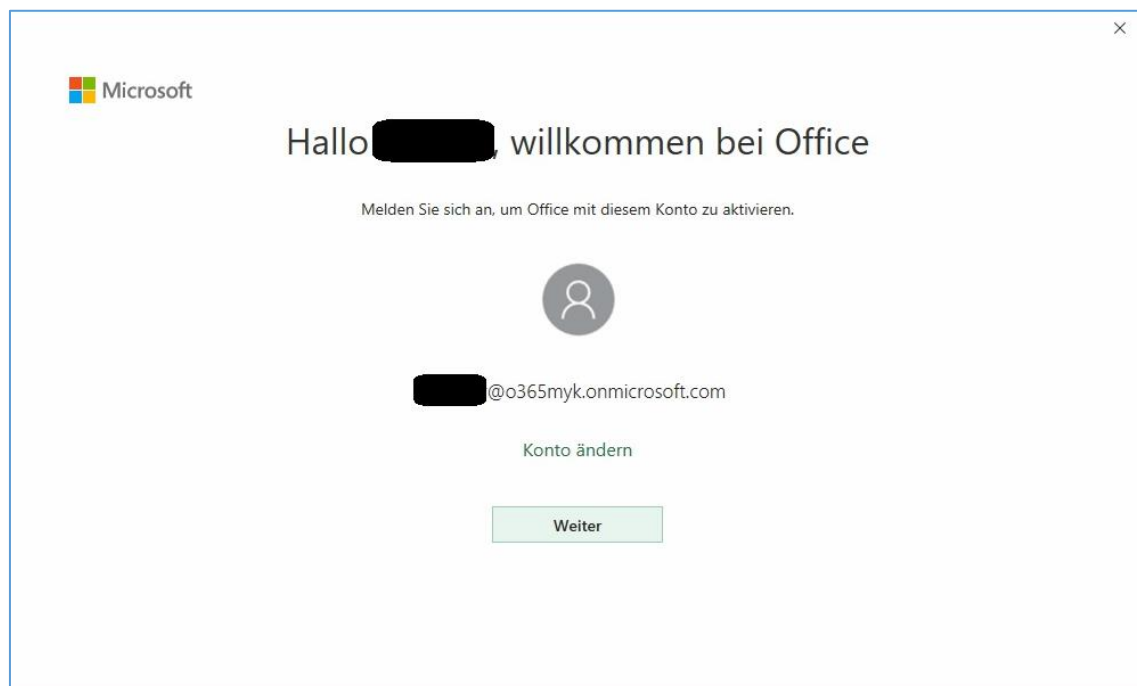 Microsoft
Hallo , willkommen bei Office
Melden Sie sich an, um Office mit diesem Konto zu aktivieren.
@o365myk.onmicrosoft.com
Konto ändern
Weiter